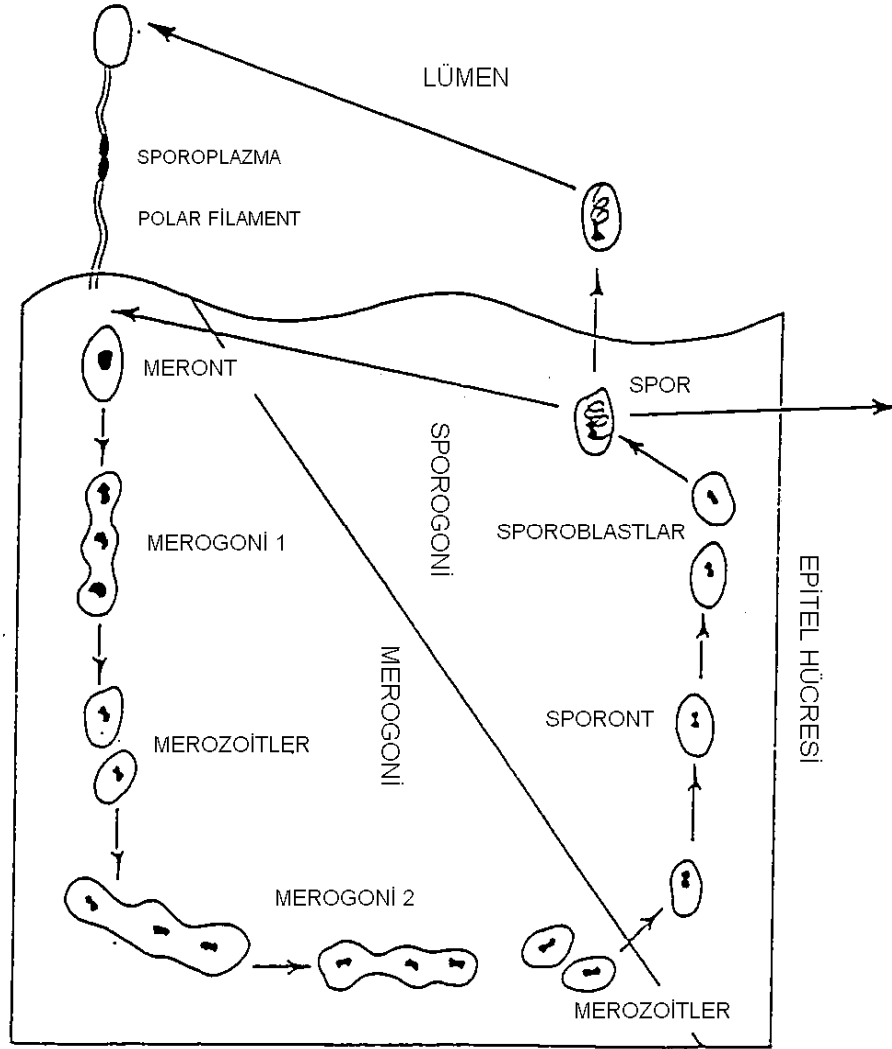 LÜMEN
SPOROPLAZMA
POLAR FİLAMENT
MERONT
SPOR
SPOROGONİ
MEROGONİ 1
SPOROBLASTLAR
EPİTEL HÜCRESİ
MEROGONİ
MEROZOİTLER
SPORONT
MEROGONİ 2
MEROZOİTLER